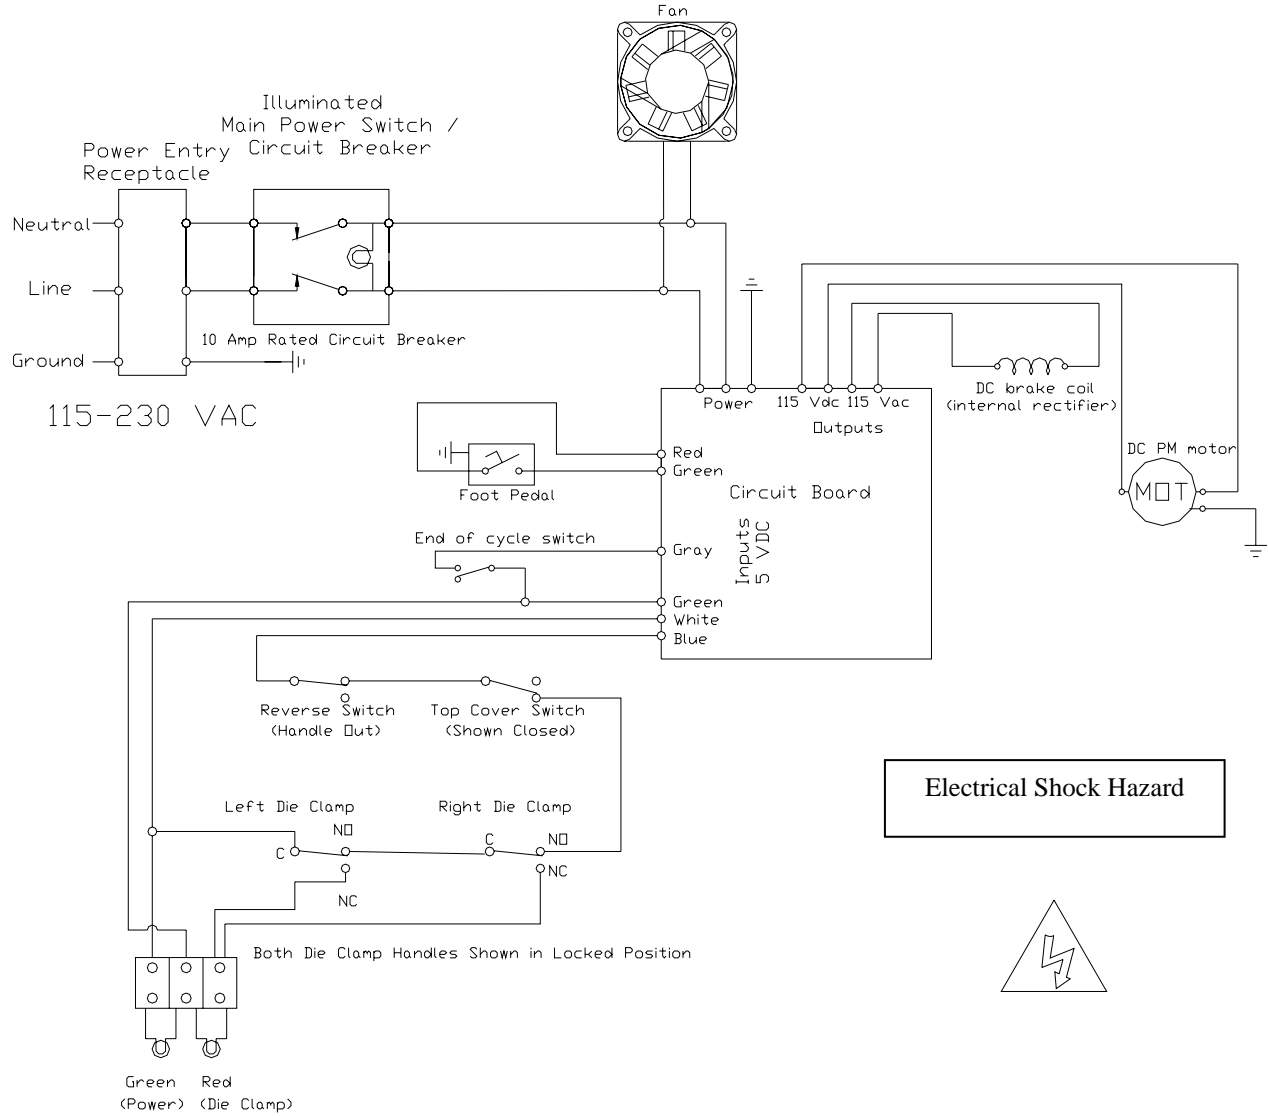 Fan
Illuminated
Main Power Switch /
Circuit Breaker
Power Entry
Receptacle
Neutral
Line
10 Amp Rated Circuit Breaker
Ground
115-230 VAC
DC brake coil
(internal rectifier)
Power
115 Vdc
115 Vac
Outputs
DC PM motor
MOT
Red
Green
Foot Pedal
Circuit Board
Inputs
5 VDC
End of cycle switch
Gray
Green
White
Blue
Reverse Switch
(Handle Out)
Top Cover Switch
(Shown Closed)
Electrical Shock Hazard
Left Die Clamp
Right Die Clamp
NO
C
C
NO
NC
NC
Both Die Clamp Handles Shown in Locked Position
Green
(Power)
Red
(Die Clamp)